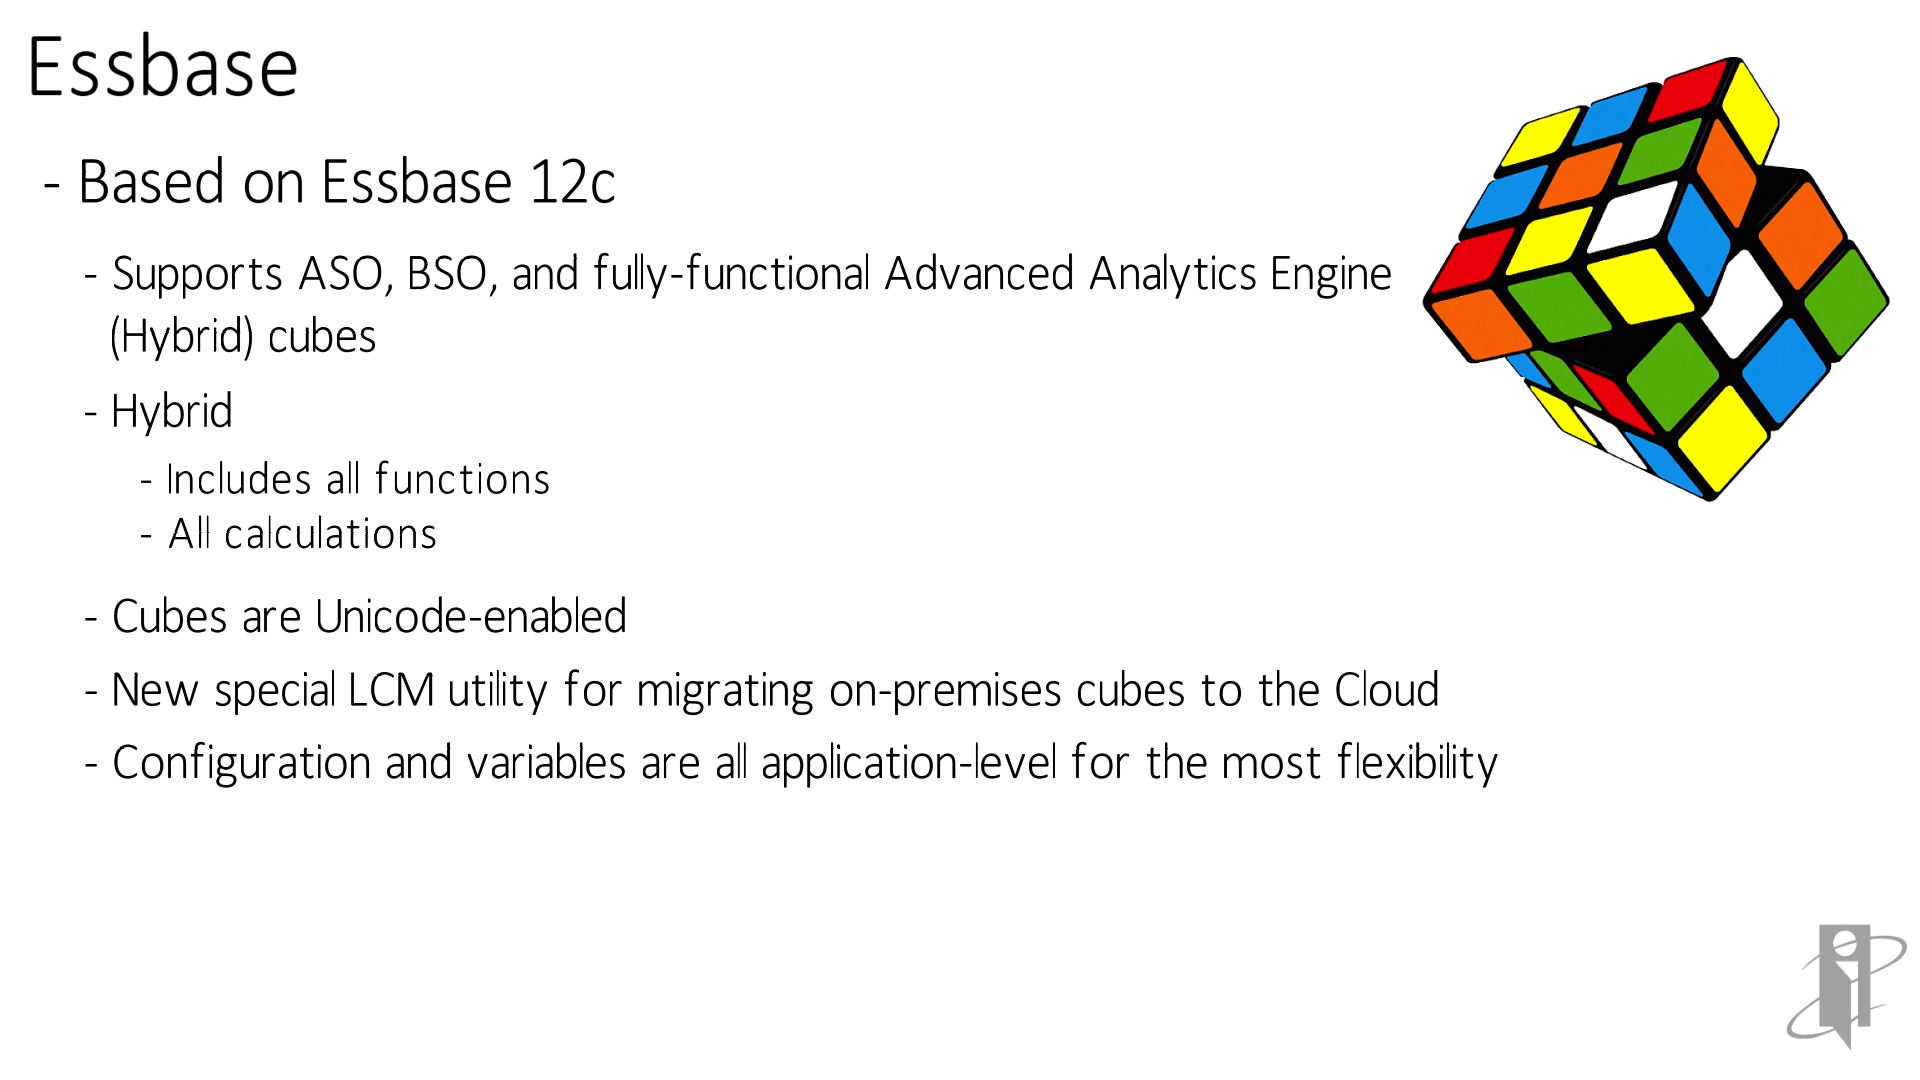 Essbase
- Based on Essbase 12c
- Supports ASO, BSO, and fully-functional Advanced Analytics Engine
(Hybrid) cubes
- Hybrid
- Includes all functions
- All calculations
- Cubes are Unicode-enabled
- New special LCM utility for migrating on-premises cubes to the Cloud
- Configuration and variables are all application-level for the most flexibility